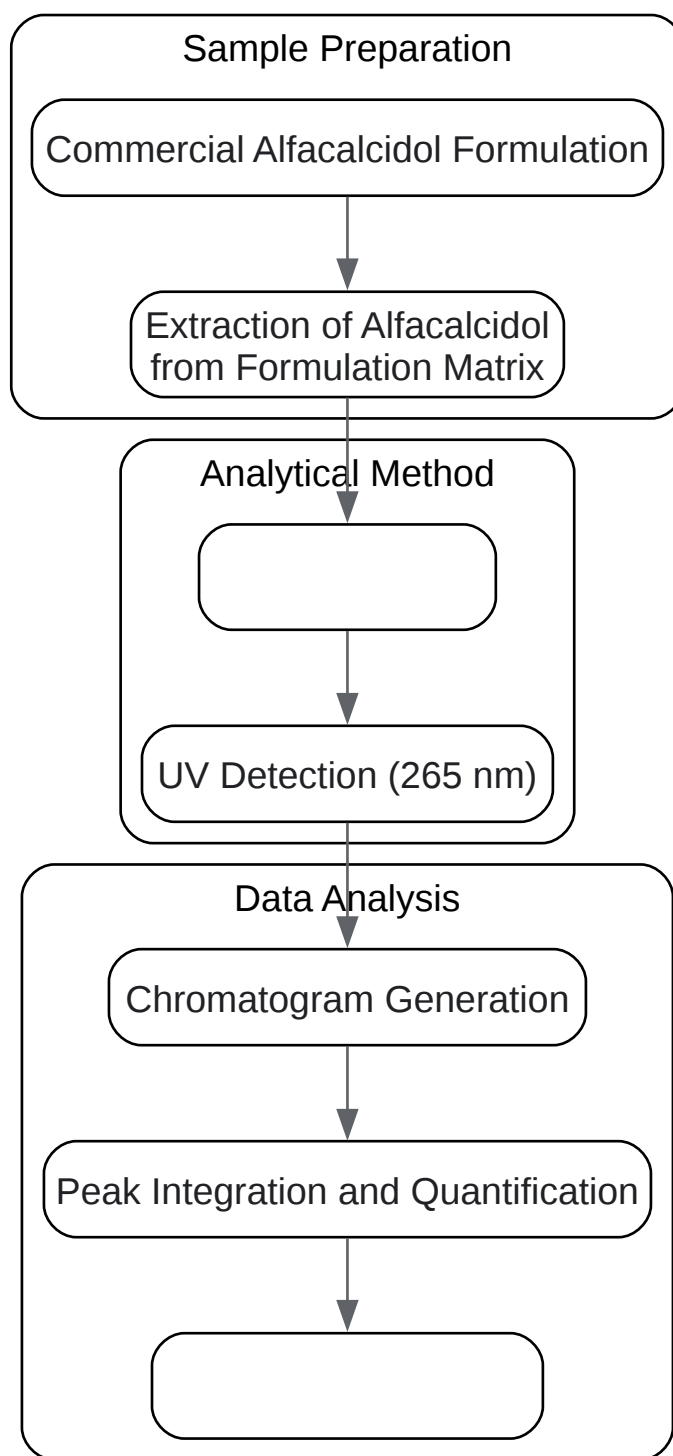 Sample Preparation
Commercial Alfacalcidol Formulation
Extraction of Alfacalcidol
from Formulation Matrix
Analytical Method
UV Detection (265 nm)
Data Analysis
Chromatogram Generation
Peak Integration and Quantification